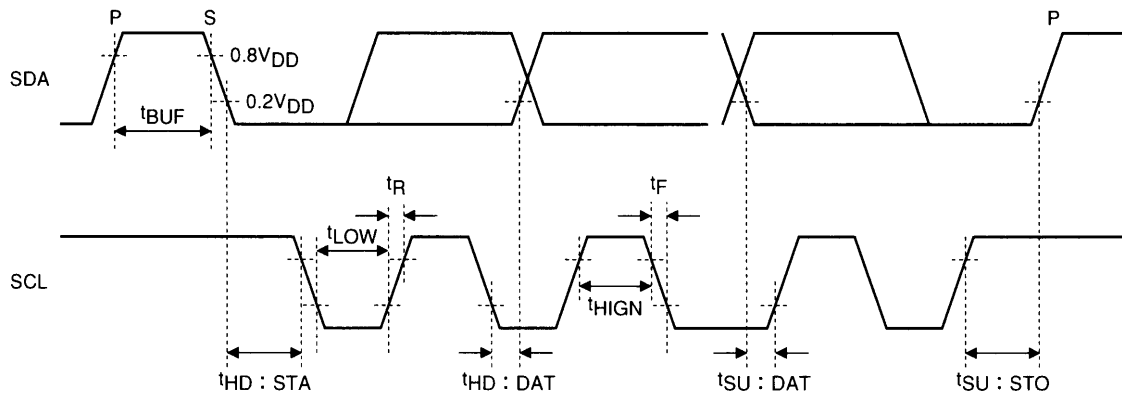 P S P
SDA
0.8VDD
0.2VDD
tBUF
tR
tF
tLOW
SCL
tHIGN
tHD : STA
tHD : DAT
tSU : DAT
tSU : STO